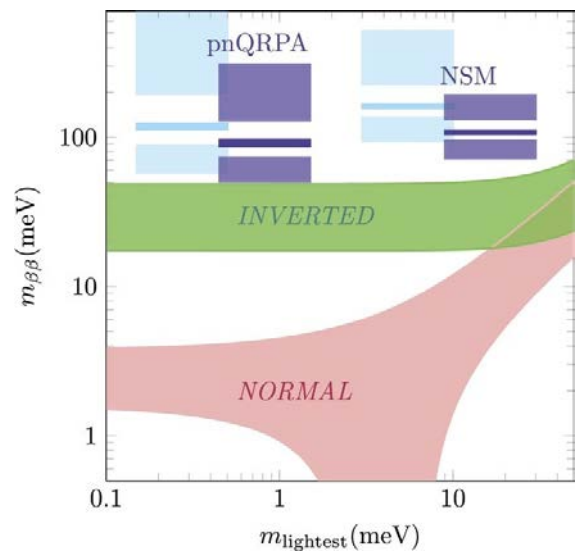 pnQRPA
NSM
100
INVERTED
m_ββ(meV)
10
NORMAL
1
0.1
1
10
m_lightest(meV)